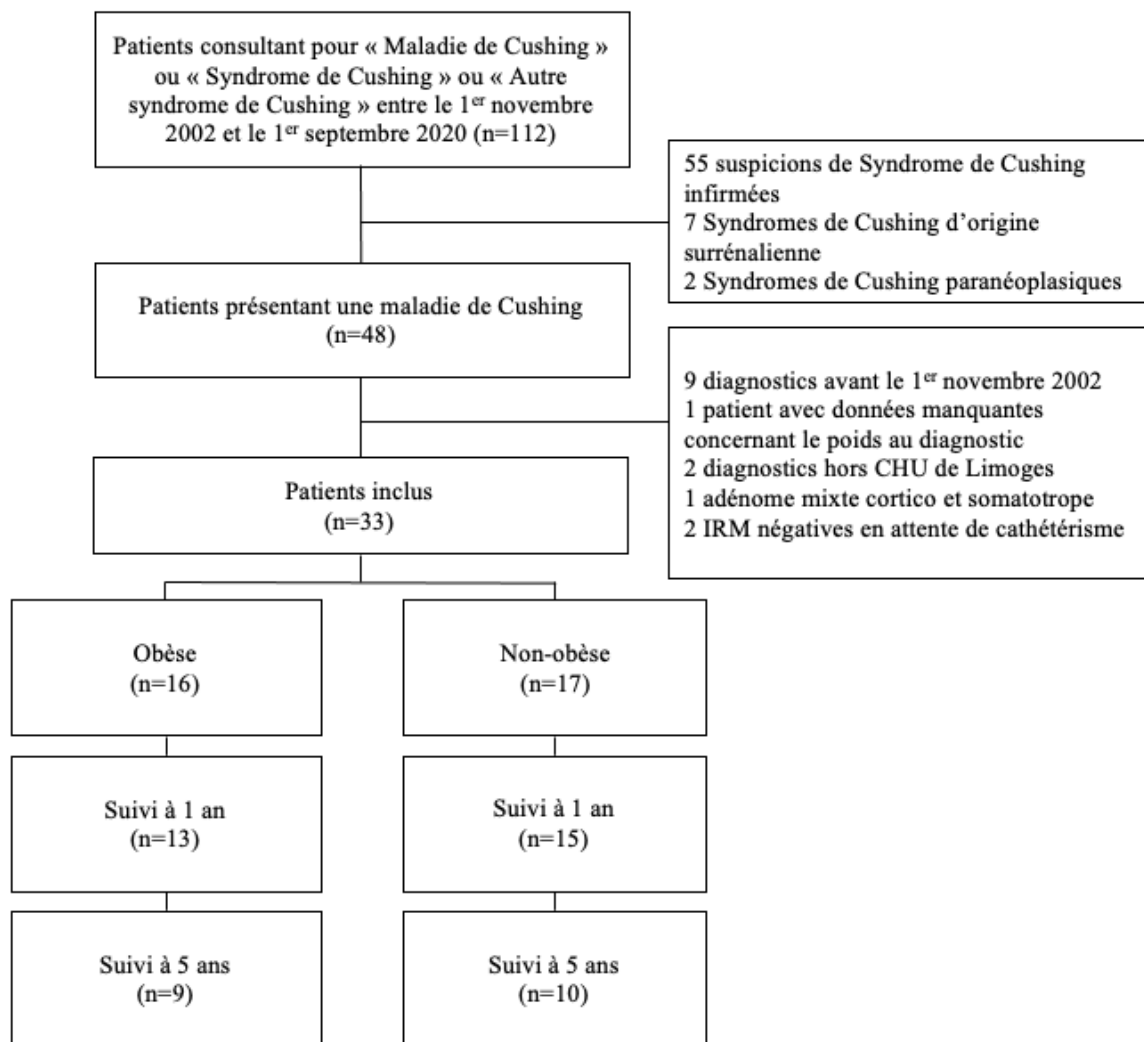 Patients consultant pour « Maladie de Cushing »
ou « Syndrome de Cushing » ou « Autre
syndrome de Cushing » entre le 1er novembre
2002 et le 1er septembre 2020 (n=112)
55 suspicions de Syndrome de Cushing
infirmées
7 Syndromes de Cushing d’origine
surrénalienne
2 Syndromes de Cushing paranéoplasiques
Patients présentant une maladie de Cushing
(n=48)
9 diagnostics avant le 1er novembre 2002
1 patient avec données manquantes
concernant le poids au diagnostic
2 diagnostics hors CHU de Limoges
1 adénome mixte cortico et somatotrope
2 IRM négatives en attente de cathétérisme
Patients inclus
(n=33)
Obèse
(n=16)
Non-obèse
(n=17)
Suivi à 1 an
(n=13)
Suivi à 1 an
(n=15)
Suivi à 5 ans
(n=9)
Suivi à 5 ans
(n=10)